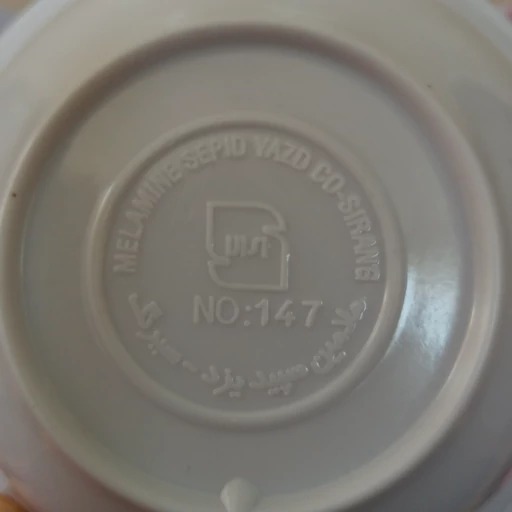 MELAMINE SEPID YAZD CO-SIRANG
NO:147
ملامین سپید یزد - سیرنگ